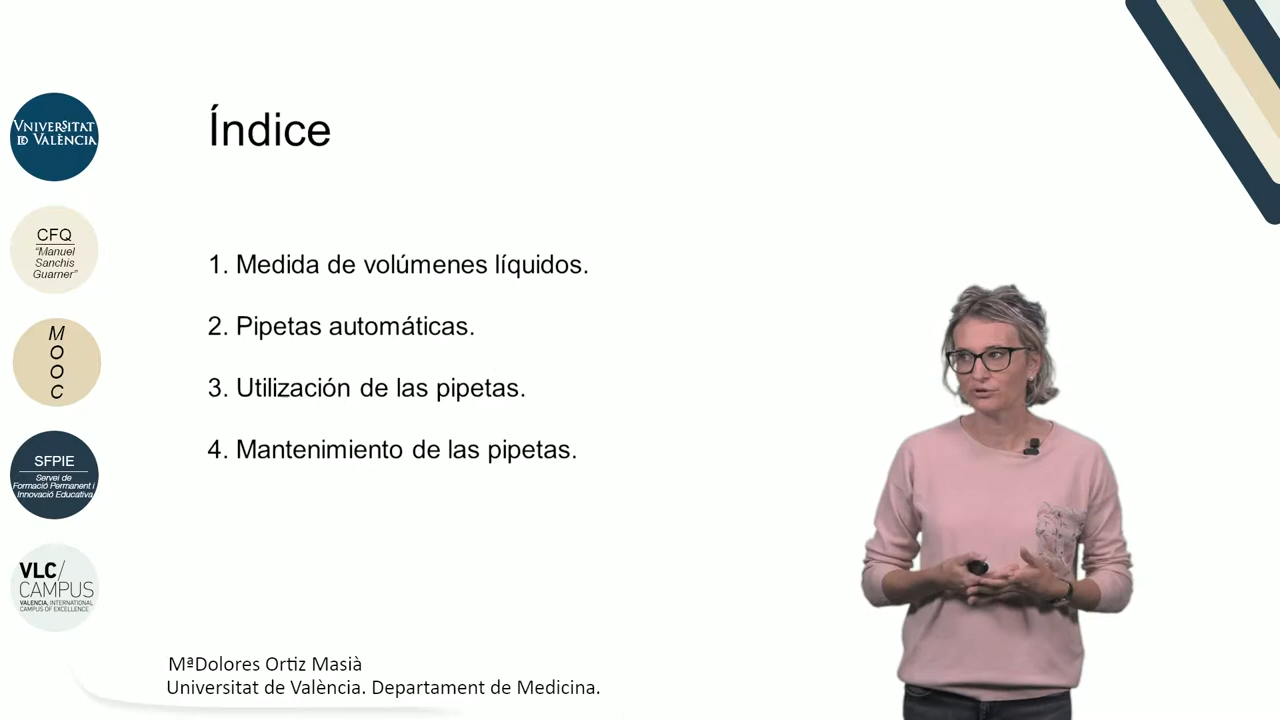 Índice
1. Medida de volúmenes líquidos.
2. Pipetas automáticas.
3. Utilización de las pipetas.
4. Mantenimiento de las pipetas.
VNIVERSITAT
ID VALÈNCIA
CFQ
“Manuel
Sanchis
Guarner”
M
O
O
C
SFPIE
Servei de
Formació Permanent i
Innovació Educativa
VLC/
CAMPUS
VALENCIA, INTERNATIONAL
CAMPUS OF EXCELLENCE
MªDolores Ortiz Masià
Universitat de València. Departament de Medicina.